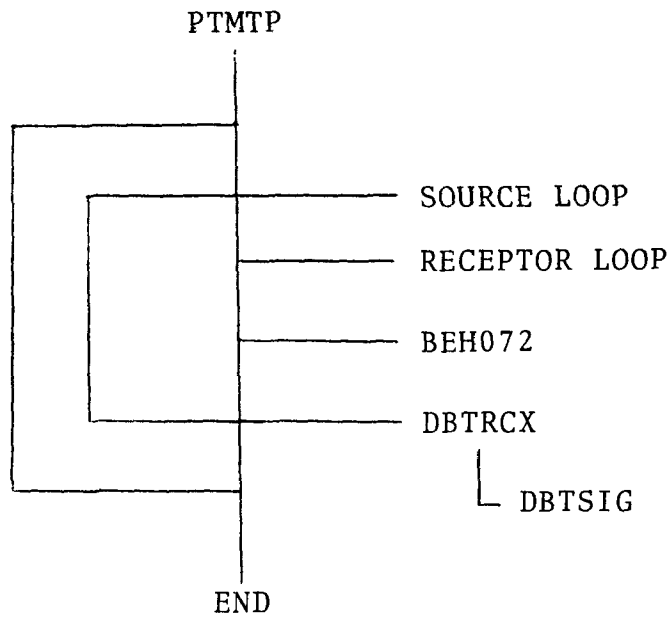 PTMTP
SOURCE LOOP
RECEPTOR LOOP
BEH072
DBTRCX
DBTSIG
END